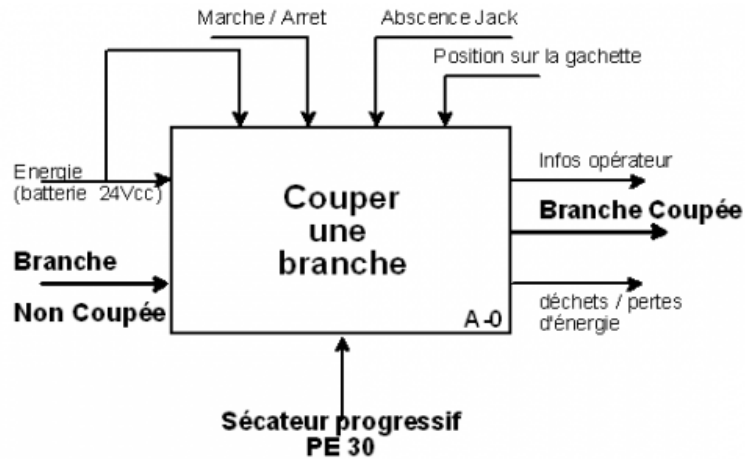 Marche / Arret
Abscence Jack
Position sur la gachette
Energie
(batterie 24Vcc)
Infos opérateur
Couper
une
branche
Branche Coupée
Branche
Non Coupée
déchets / pertes
d'énergie
A-0
Sécateur progressif
PE 30